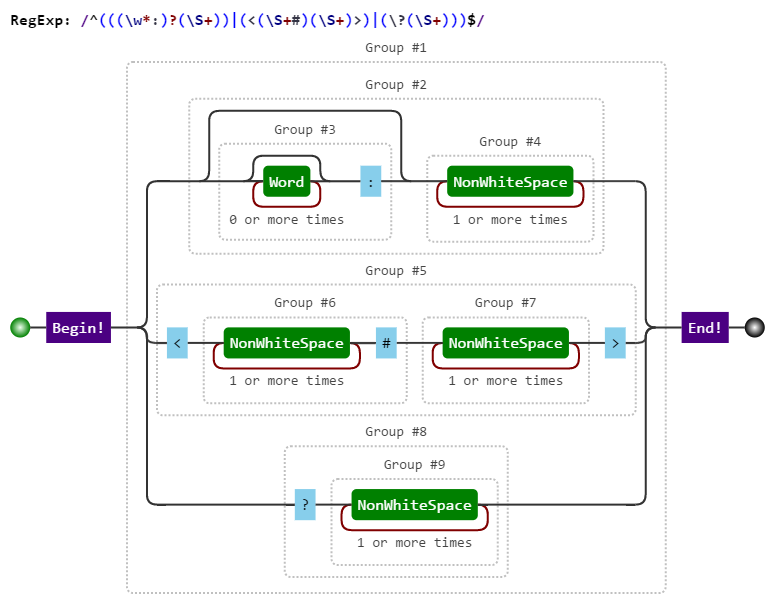 RegExp: /^(((\w*:)?(\S+))|(<(\S+#)(\S+)>)|(\?(\S+)))$/
Group #1
Group #2
Group #3
Group #4
Word
:
NonWhiteSpace
0 or more times
1 or more times
Group #5
Group #6
Group #7
Begin!
End!
<
NonWhiteSpace
#
NonWhiteSpace
>
1 or more times
1 or more times
Group #8
Group #9
?
NonWhiteSpace
1 or more times